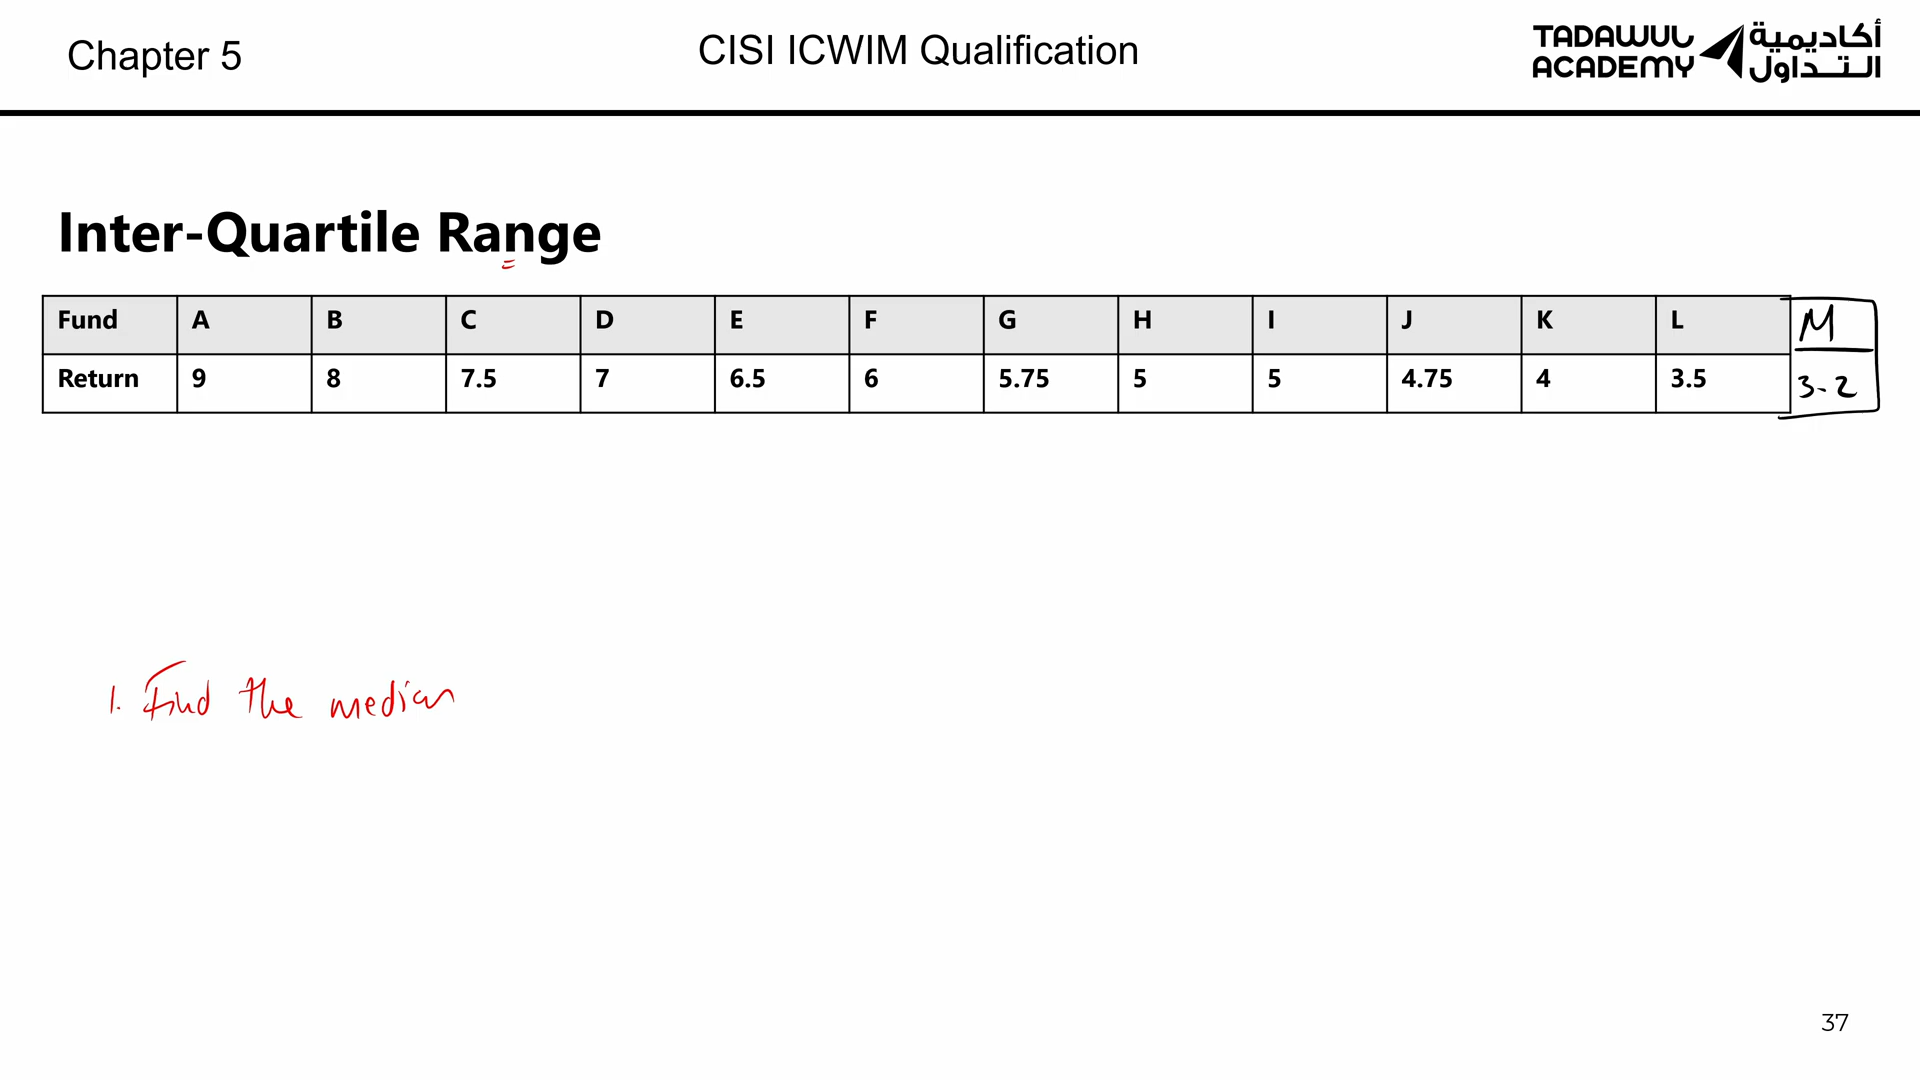 Chapter 5
CISI ICWIM Qualification
TADAWUL ACADEMY
أكاديمية التداول
Inter-Quartile Range
Fund A B C D E F G H I J K L M
Return 9 8 7.5 7 6.5 6 5.75 5 5 4.75 4 3.5 3.2
1. Find the median
37